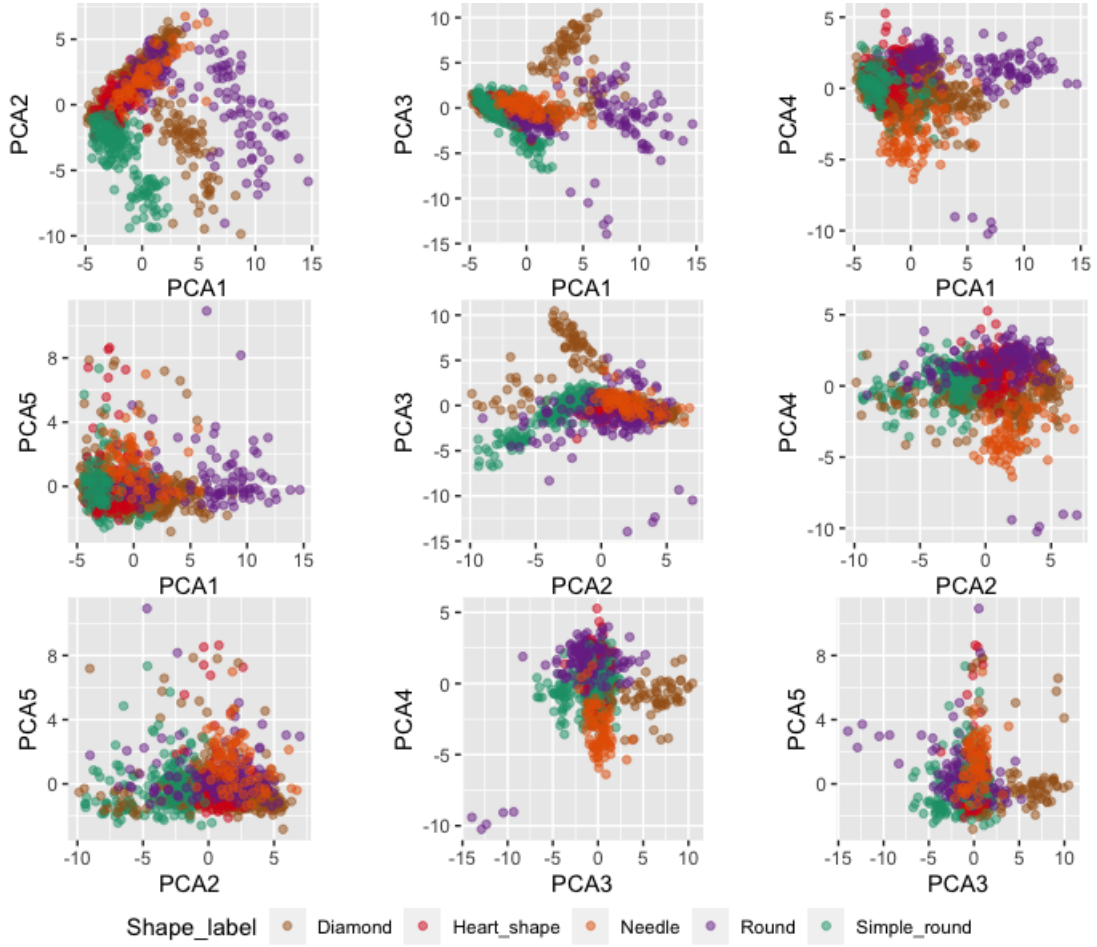 5
0
-5
-10
PCA2
-5 0 5 10 15
PCA1
10
5
0
-5
-10
-15
PCA3
-5 0 5 10 15
PCA1
5
0
-5
-10
PCA4
-5 0 5 10 15
PCA1
8
4
0
PCA5
-5 0 5 10 15
PCA1
10
5
0
-5
-10
-15
PCA3
-10 -5 0 5
PCA2
5
0
-5
-10
PCA4
-10 -5 0 5
PCA2
8
4
0
PCA5
-10 -5 0 5
PCA2
5
0
-5
-10
PCA4
-15 -10 -5 0 5 10
PCA3
8
4
0
PCA5
-15 -10 -5 0 5 10
PCA3
Shape_label Diamond Heart_shape Needle Round Simple_round